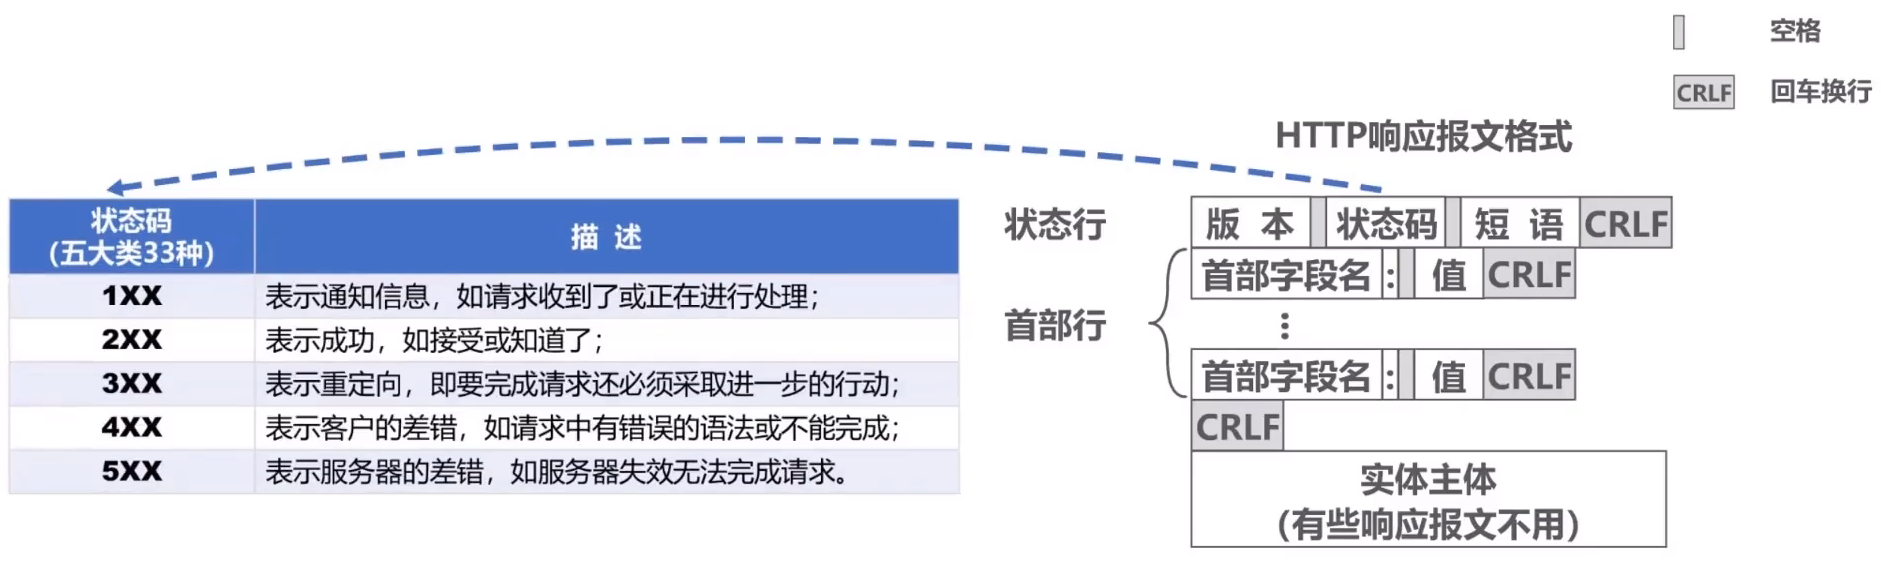 空格
CRLF 回车换行
HTTP响应报文格式
状态码
(五大类33种)
描 述
1XX 表示通知信息，如请求收到了或正在进行处理；
2XX 表示成功，如接受或知道了；
3XX 表示重定向，即要完成请求还必须采取进一步的行动；
4XX 表示客户的差错，如请求中有错误的语法或不能完成；
5XX 表示服务器的差错，如服务器失效无法完成请求。
状态行 版 本 状态码 短 语 CRLF
首部字段名 : 值 CRLF
首部行 ⋮
首部字段名 : 值 CRLF
CRLF
实体主体
（有些响应报文不用）